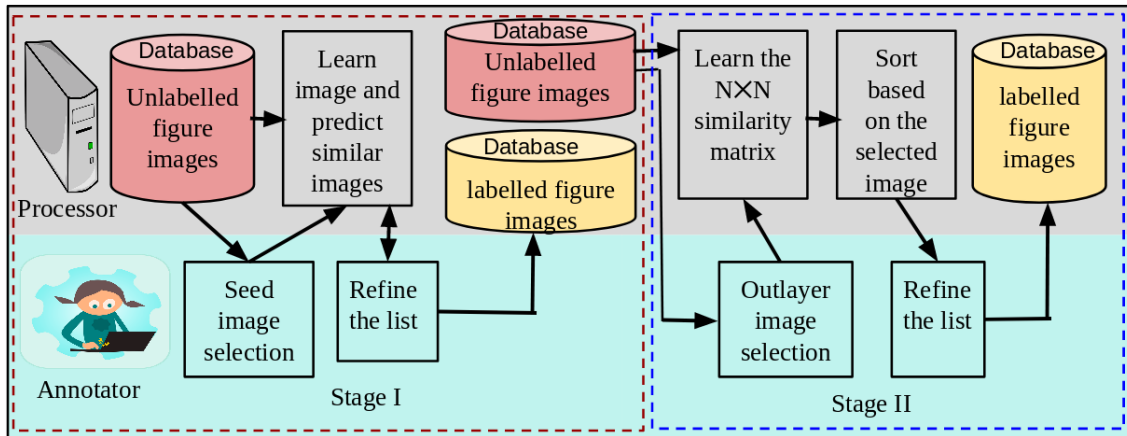 Database
Unlabelled
figure
images
Learn
image and
predict
similar
images
Database
Unlabelled
figure images
Database
labelled figure
images
Learn the
N×N
similarity
matrix
Sort
based
on the
selected
image
Database
labelled
figure
images
Processor
Seed
image
selection
Refine
the list
Outlayer
image
selection
Refine
the list
Annotator
Stage I
Stage II